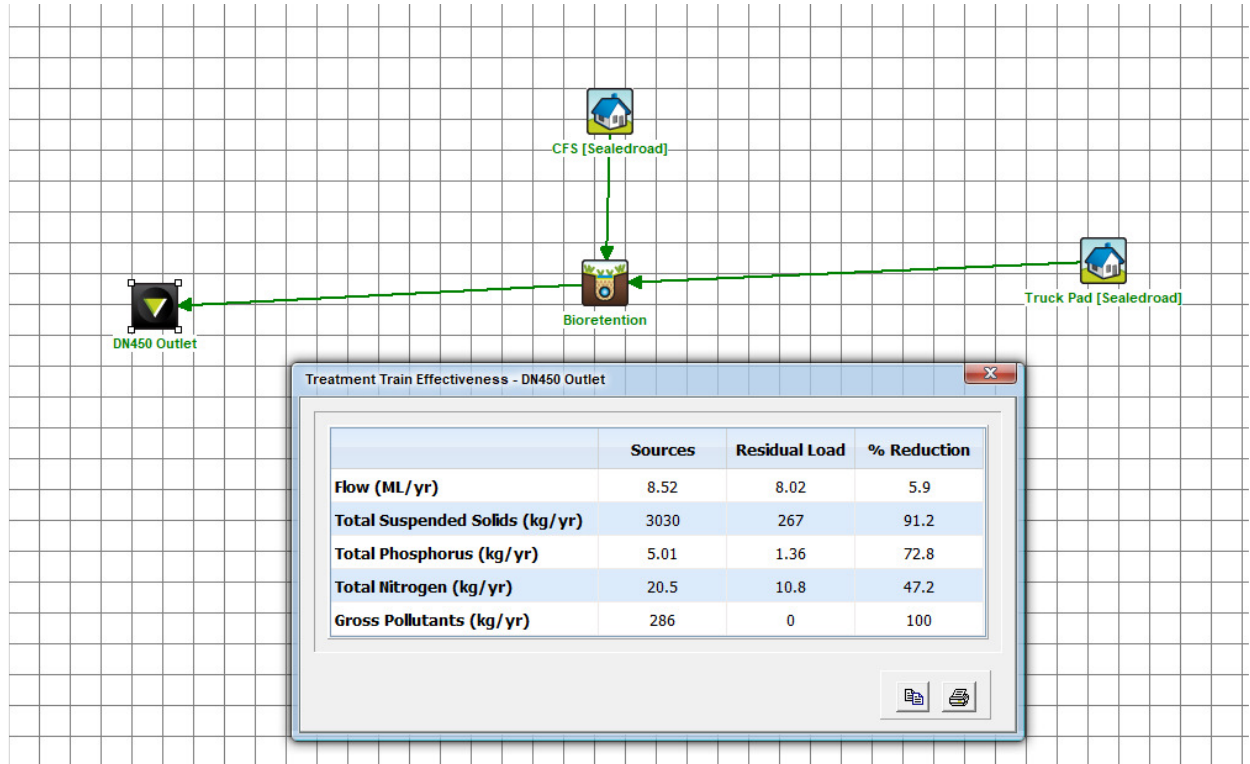 CFS [Sealedroad]
Truck Pad [Sealedroad]
Bioretention
DN450 Outlet
Treatment Train Effectiveness - DN450 Outlet
Sources Residual Load % Reduction
Flow (ML/yr) 8.52 8.02 5.9
Total Suspended Solids (kg/yr) 3030 267 91.2
Total Phosphorus (kg/yr) 5.01 1.36 72.8
Total Nitrogen (kg/yr) 20.5 10.8 47.2
Gross Pollutants (kg/yr) 286 0 100